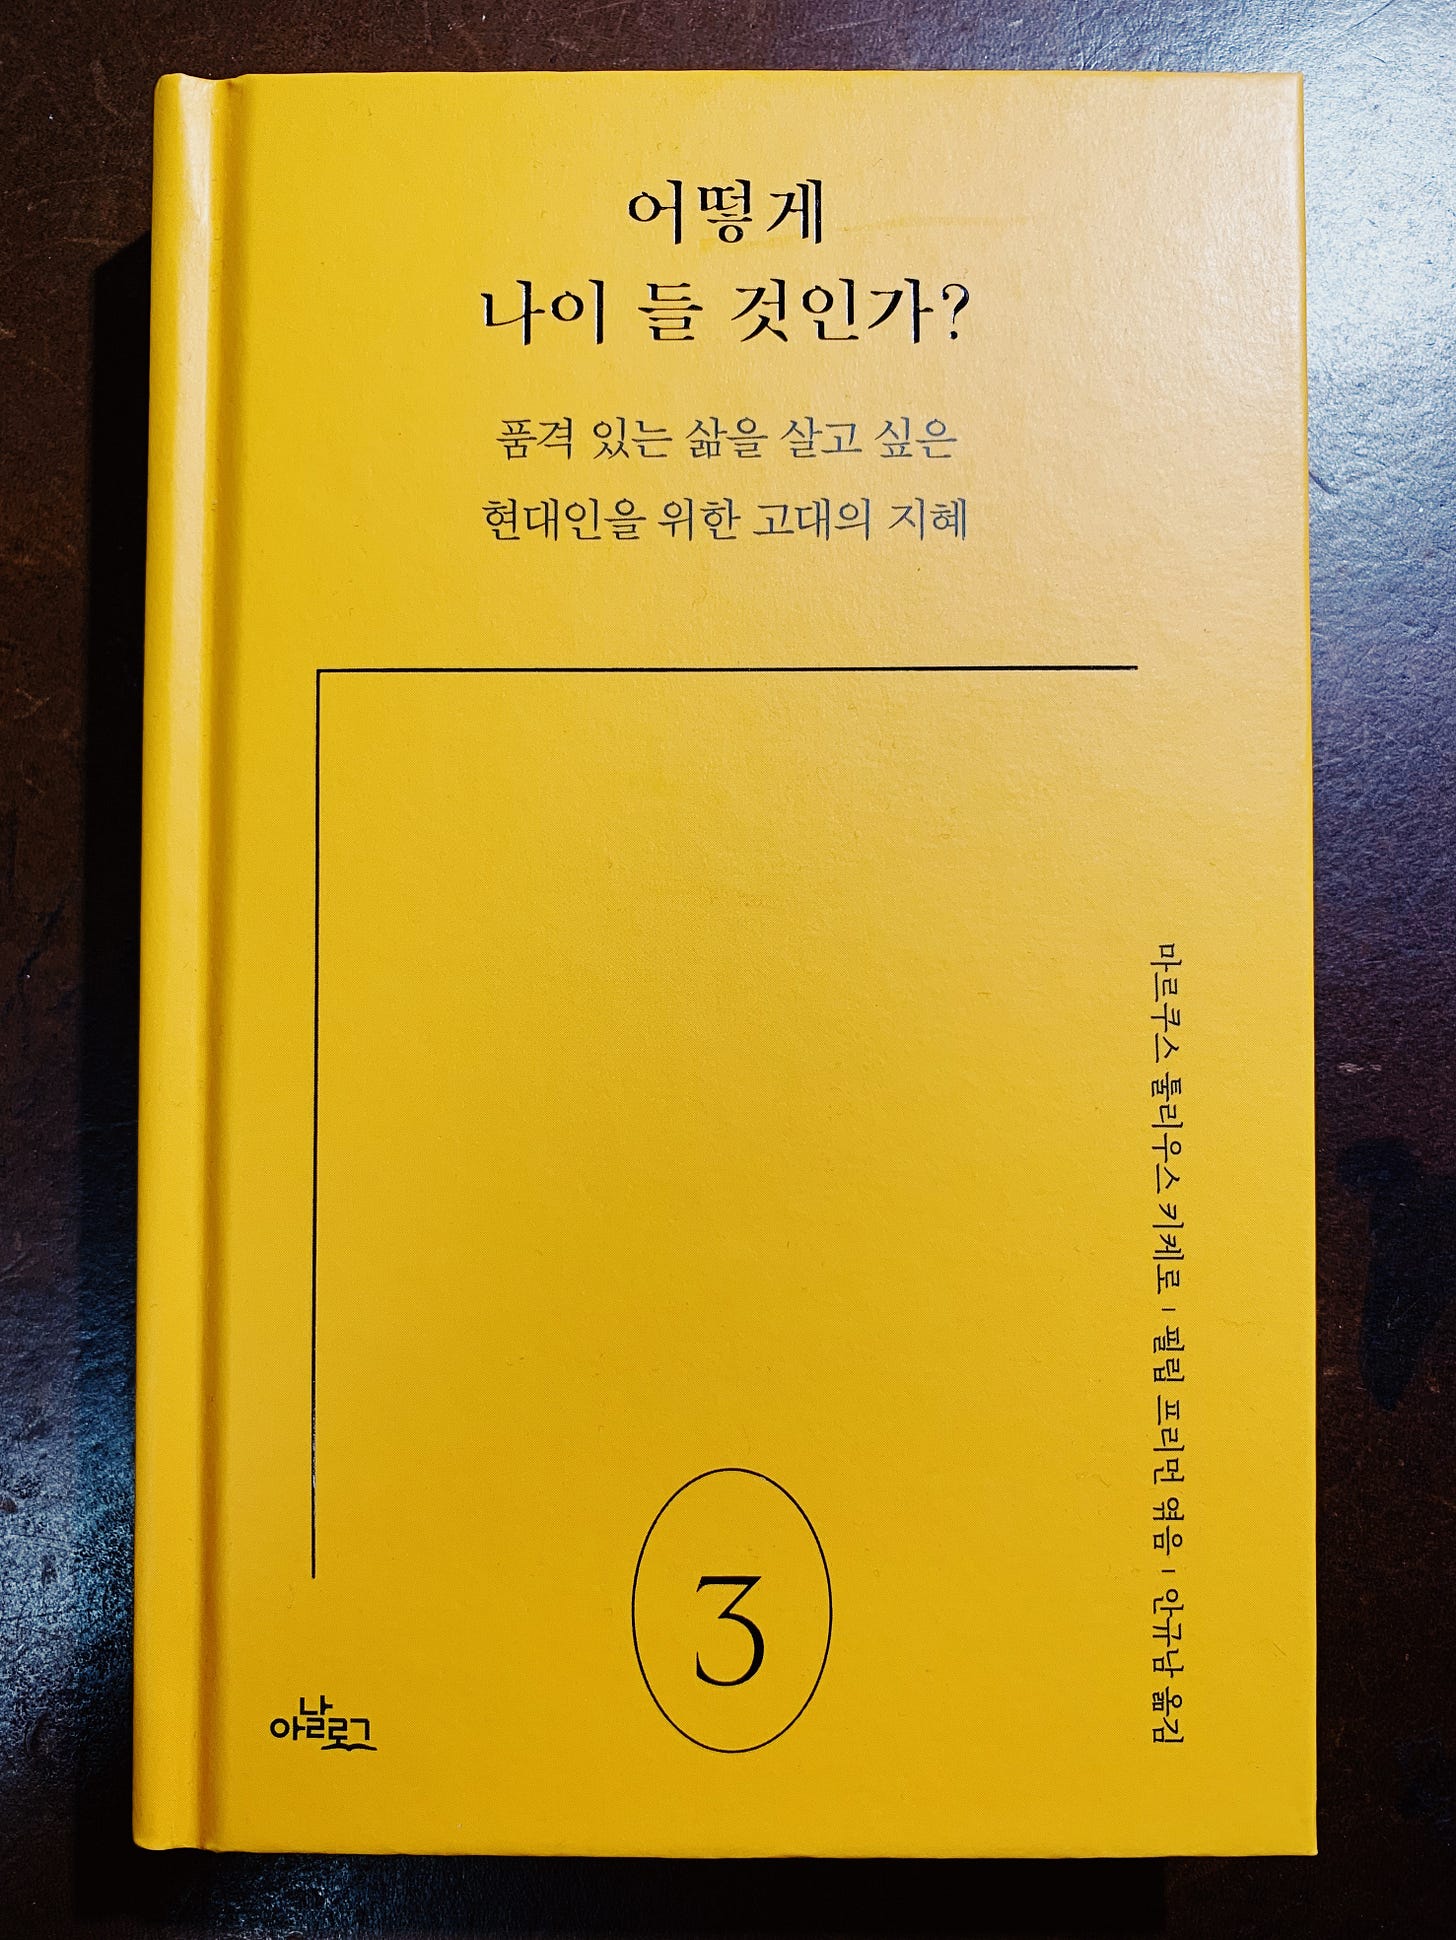 어떻게
나이 들 것인가?
품격 있는 삶을 살고 싶은
현대인을 위한 고대의 지혜
마르쿠스 툴리우스 키케로 | 필립 프리먼 엮음 | 안규남 옮김
3
아날로그